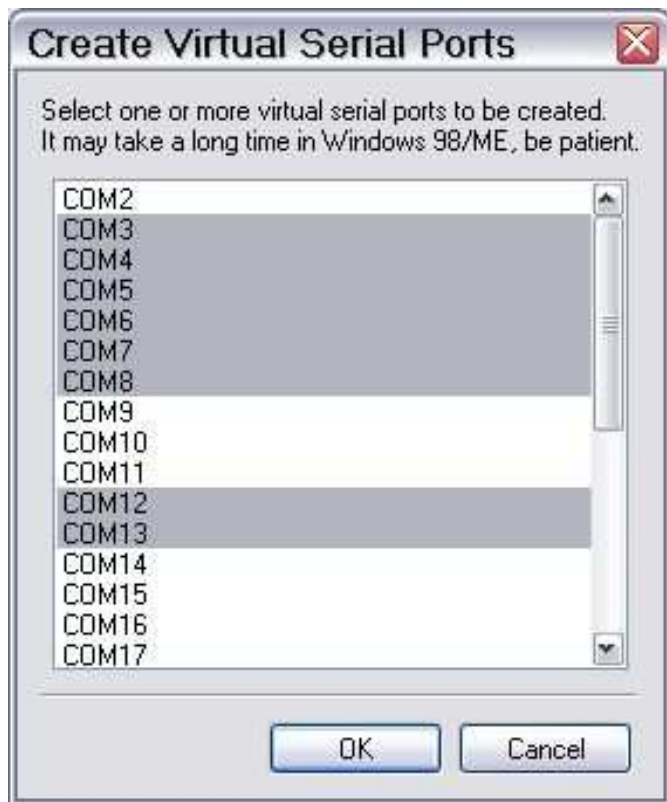 Create Virtual Serial Ports
Select one or more virtual serial ports to be created.
It may take a long time in Windows 98/ME, be patient.
COM2
COM3
COM4
COM5
COM6
COM7
COM8
COM9
COM10
COM11
COM12
COM13
COM14
COM15
COM16
COM17
OK
Cancel